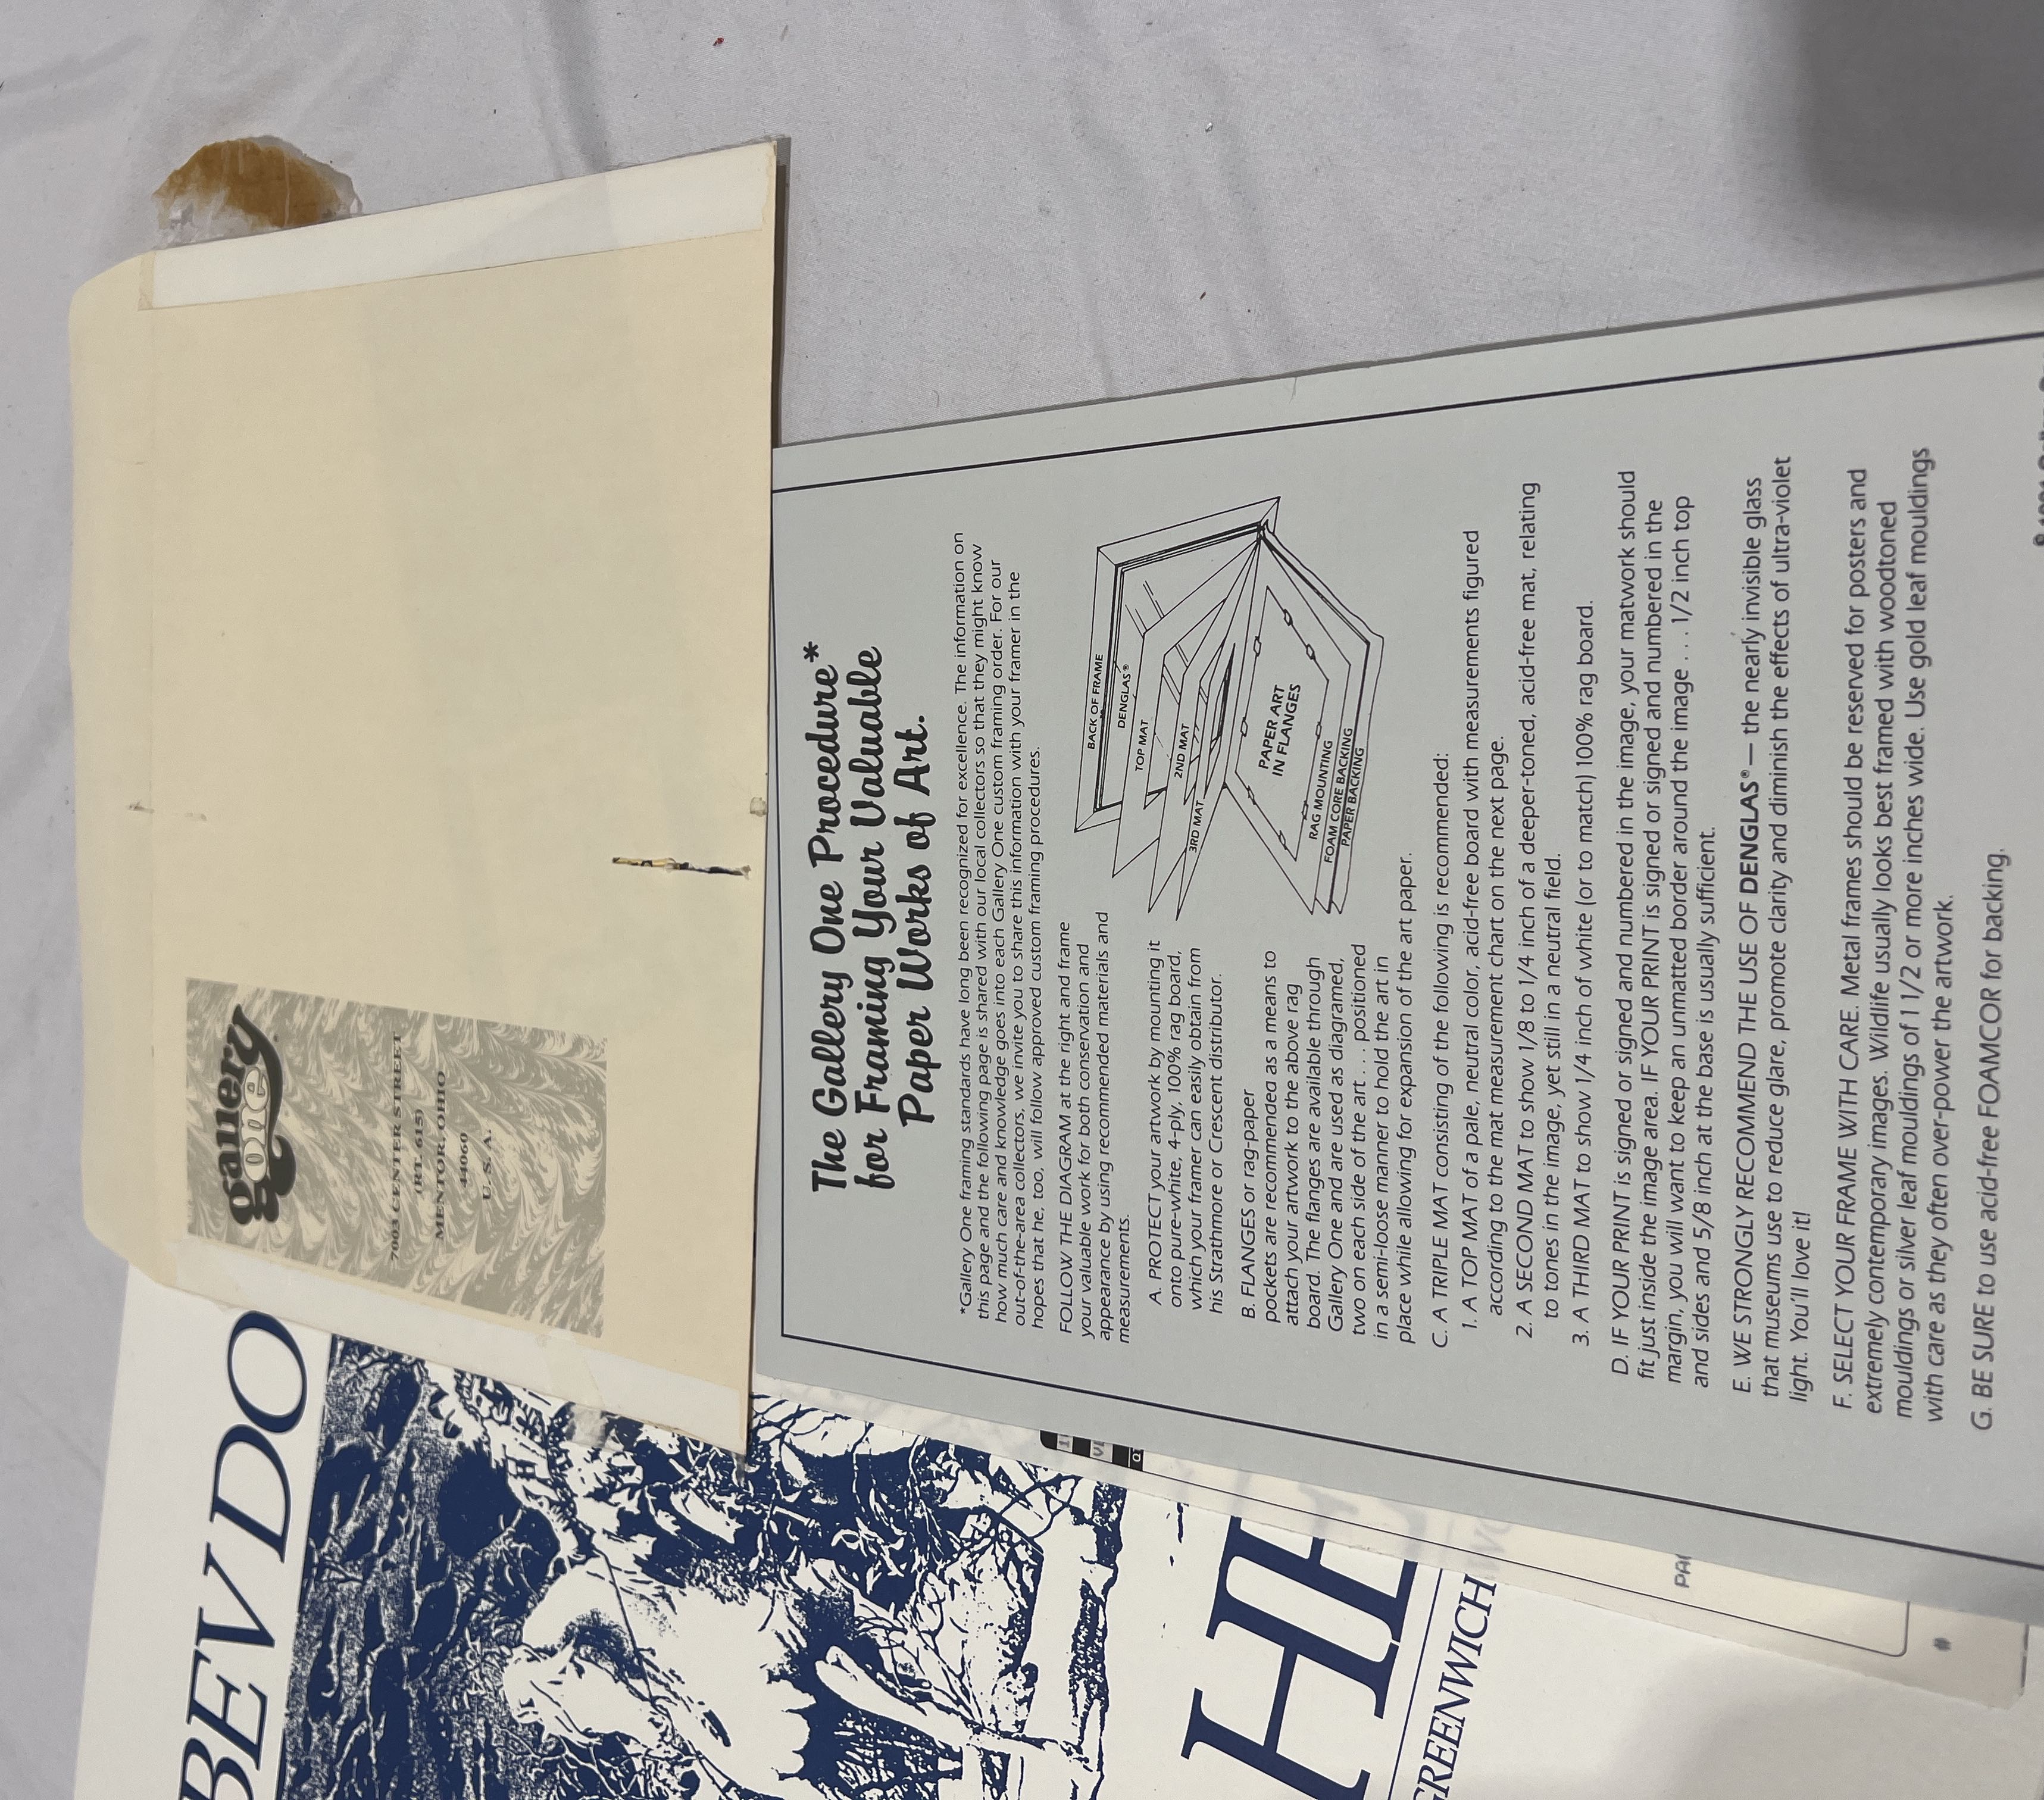 gallery
one
7003 CENTER STREET
(RT. 615)
MENTOR, OHIO
44060
U.S.A.
The Gallery One Procedure*
for Framing Your Valuable
Paper Works of Art.
*Gallery One framing standards have long been recognized for excellence. The information on
this page and the following page is shared with our local collectors so that they might know
how much care and knowledge goes into each Gallery One custom framing order. For our
out-of-the-area collectors, we invite you to share this information with your framer in the
hopes that he, too, will follow approved custom framing procedures.
FOLLOW THE DIAGRAM at the right and frame
your valuable work for both conservation and
appearance by using recommended materials and
measurements.
A. PROTECT your artwork by mounting it
onto pure-white, 4-ply, 100% rag board,
which your framer can easily obtain from
his Strathmore or Crescent distributor.
B. FLANGES or rag-paper
pockets are recommended as a means to
attach your artwork to the above rag
board. The flanges are available through
Gallery One and are used as diagramed,
two on each side of the art . . . positioned
in a semi-loose manner to hold the art in
place while allowing for expansion of the art paper.
BACK OF FRAME
DENGLAS®
TOP MAT
2ND MAT
3RD MAT
PAPER ART
IN FLANGES
RAG MOUNTING
FOAM CORE BACKING
PAPER BACKING
C. A TRIPLE MAT consisting of the following is recommended:
1. A TOP MAT of a pale, neutral color, acid-free board with measurements figured
according to the mat measurement chart on the next page.
2. A SECOND MAT to show 1/8 to 1/4 inch of a deeper-toned, acid-free mat, relating
to tones in the image, yet still in a neutral field.
3. A THIRD MAT to show 1/4 inch of white (or to match) 100% rag board.
D. IF YOUR PRINT is signed or signed and numbered in the image, your matwork should
fit just inside the image area. IF YOUR PRINT is signed or signed and numbered in the
margin, you will want to keep an unmatted border around the image . . . 1/2 inch top
and sides and 5/8 inch at the base is usually sufficient.
E. WE STRONGLY RECOMMEND THE USE OF DENGLAS® — the nearly invisible glass
that museums use to reduce glare, promote clarity and diminish the effects of ultra-violet
light. You'll love it!
F. SELECT YOUR FRAME WITH CARE. Metal frames should be reserved for posters and
extremely contemporary images. Wildlife usually looks best framed with woodtoned
mouldings or silver leaf mouldings of 1 1/2 or more inches wide. Use gold leaf mouldings
with care as they often over-power the artwork.
G. BE SURE to use acid-free FOAMCOR for backing.
BEV DO
GREENWICH